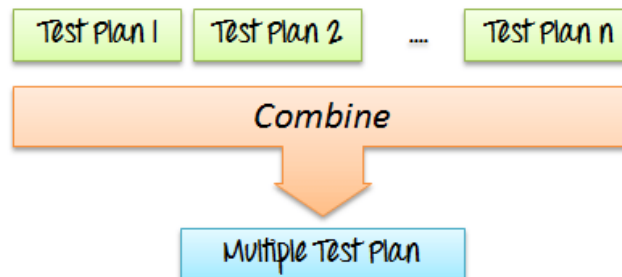 Test Plan 1 Test Plan 2 .... Test Plan n
Combine
Multiple Test Plan